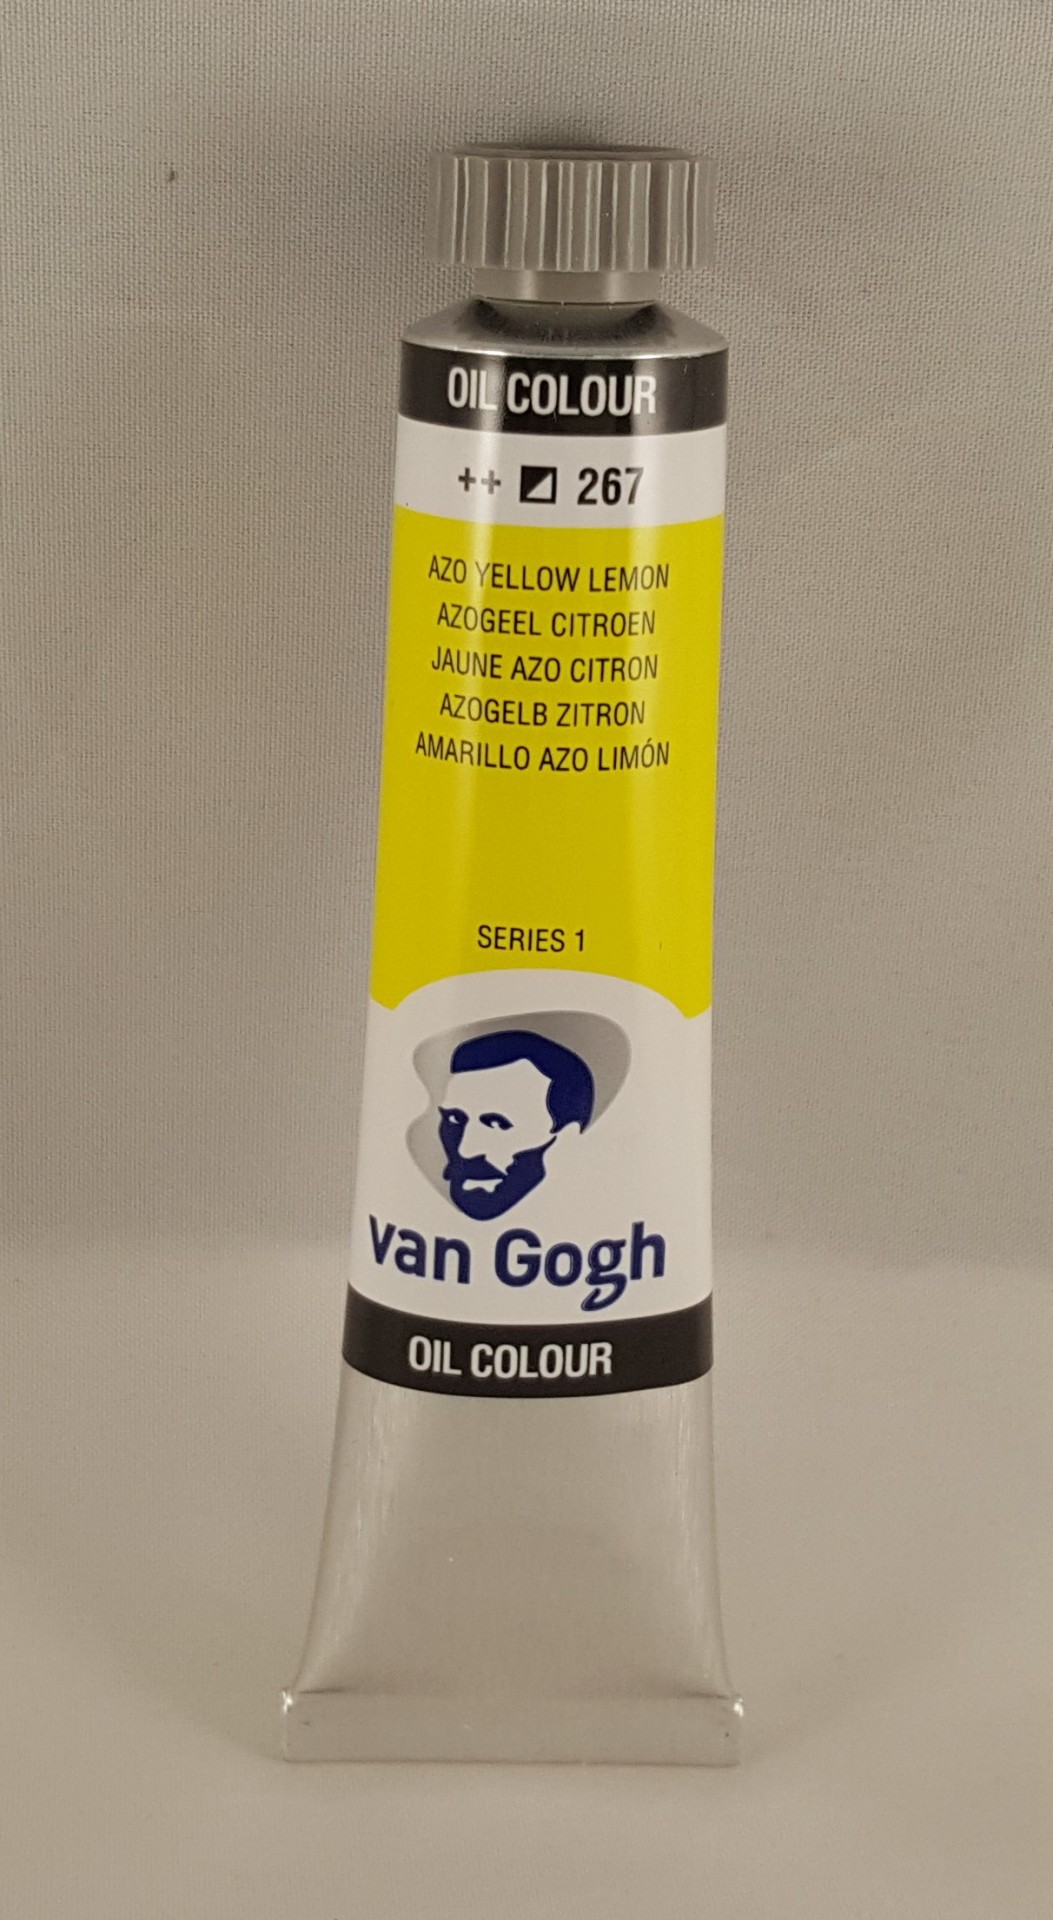 OIL COLOUR
++ 267
AZO YELLOW LEMON
AZOGEEL CITROEN
JAUNE AZO CITRON
AZOGELB ZITRON
AMARILLO AZO LIMÓN
SERIES 1
van Gogh
OIL COLOUR